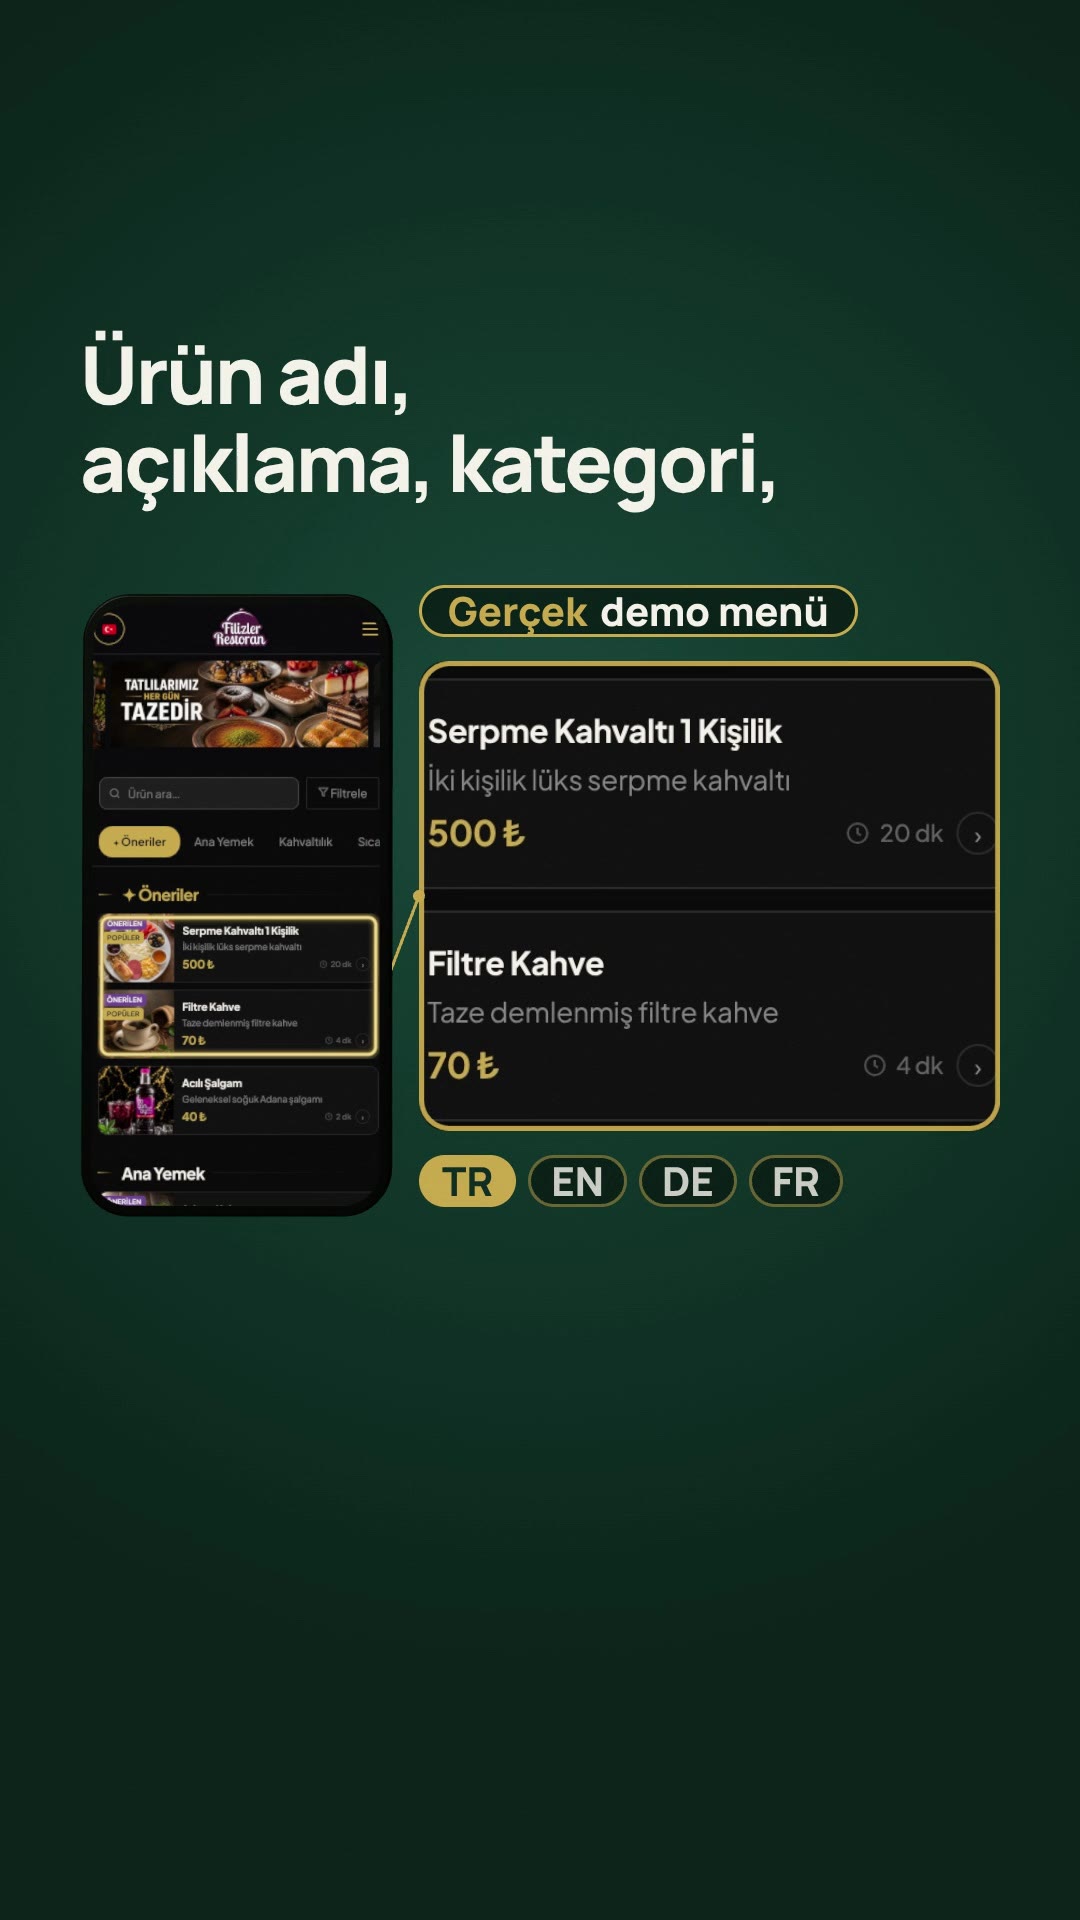 Ürün adı,
açıklama, kategori,
Filizler
Restoran
TATLILARIMIZ
HER GÜN
TAZEDİR
Ürün ara...
Filtrele
Öneriler
Ana Yemek
Kahvaltılık
Sıca
Öneriler
ÖNERİLEN
POPÜLER
Serpme Kahvaltı 1 Kişilik
İki kişilik lüks serpme kahvaltı
500 ₺
20 dk
ÖNERİLEN
POPÜLER
Filtre Kahve
Taze demlenmiş filtre kahve
70 ₺
4 dk
Acılı Şalgam
Geleneksel soğuk Adana şalgamı
40 ₺
2 dk
Ana Yemek
ÖNERİLEN
Gerçek demo menü
Serpme Kahvaltı 1 Kişilik
İki kişilik lüks serpme kahvaltı
500 ₺
20 dk
Filtre Kahve
Taze demlenmiş filtre kahve
70 ₺
4 dk
TR
EN
DE
FR